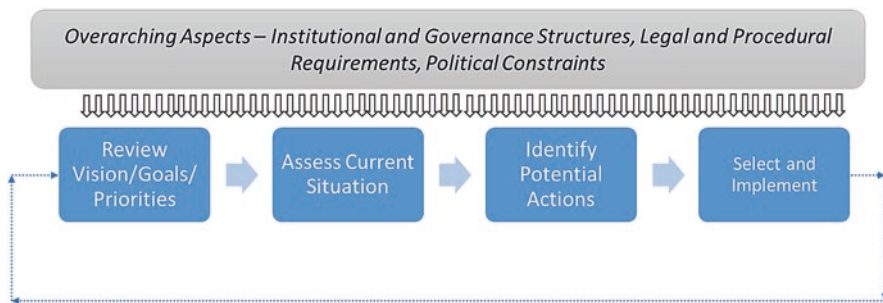 Overarching Aspects – Institutional and Governance Structures, Legal and Procedural
Requirements, Political Constraints
Review
Vision/Goals/
Priorities
Assess Current
Situation
Identify
Potential
Actions
Select and
Implement